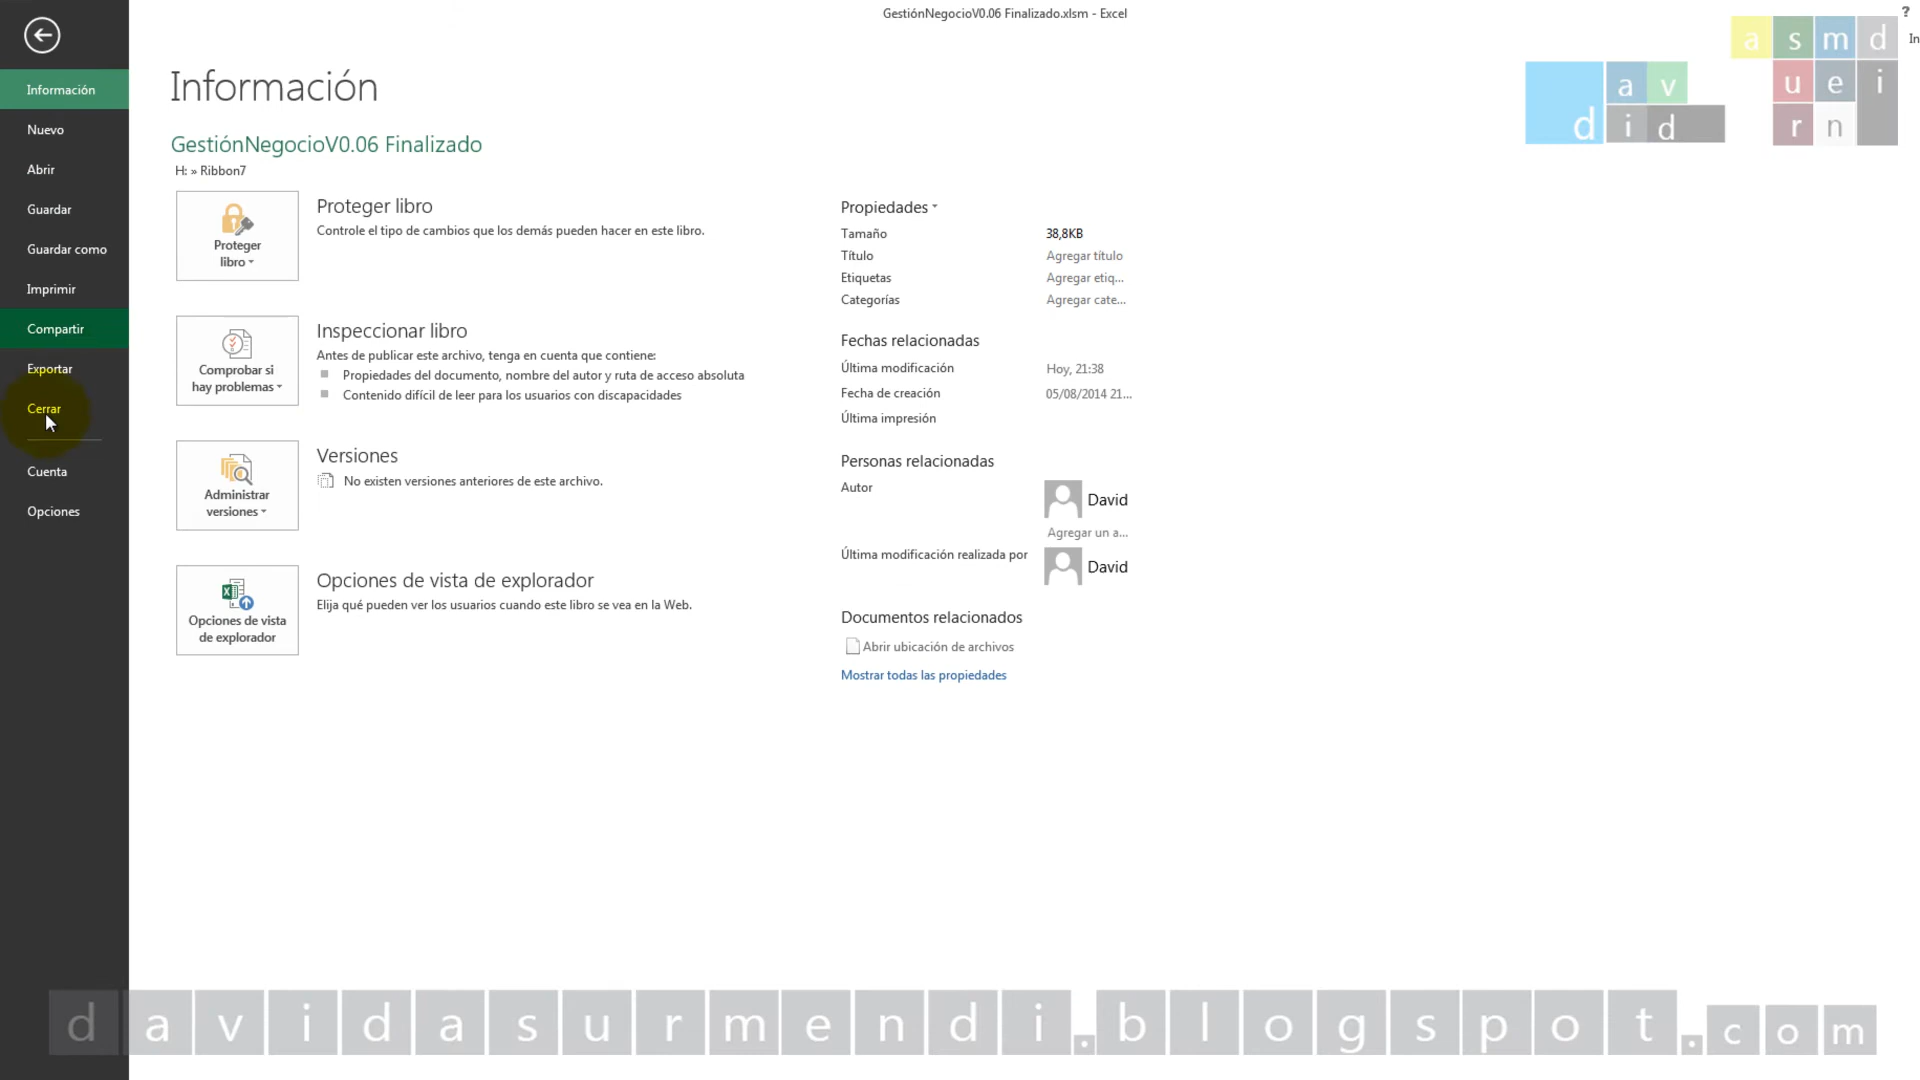 GestiónNegocioV0.06 Finalizado.xlsm - Excel
?
In
a s m d
u e i
r n
a v
d i d
Información
Nuevo
Abrir
Guardar
Guardar como
Imprimir
Compartir
Exportar
Cerrar
Cuenta
Opciones
Información
GestiónNegocioV0.06 Finalizado
H: » Ribbon7
Proteger
libro
Proteger libro
Controle el tipo de cambios que los demás pueden hacer en este libro.
Comprobar si
hay problemas
Inspeccionar libro
Antes de publicar este archivo, tenga en cuenta que contiene:
Propiedades del documento, nombre del autor y ruta de acceso absoluta
Contenido difícil de leer para los usuarios con discapacidades
Administrar
versiones
Versiones
No existen versiones anteriores de este archivo.
Opciones de vista
de explorador
Opciones de vista de explorador
Elija qué pueden ver los usuarios cuando este libro se vea en la Web.
Propiedades
Tamaño 38,8KB
Título Agregar título
Etiquetas Agregar etiq...
Categorías Agregar cate...
Fechas relacionadas
Última modificación Hoy, 21:38
Fecha de creación 05/08/2014 21...
Última impresión
Personas relacionadas
Autor David
Agregar un a...
Última modificación realizada por David
Documentos relacionados
Abrir ubicación de archivos
Mostrar todas las propiedades
davidasurmendi.blogspot.com